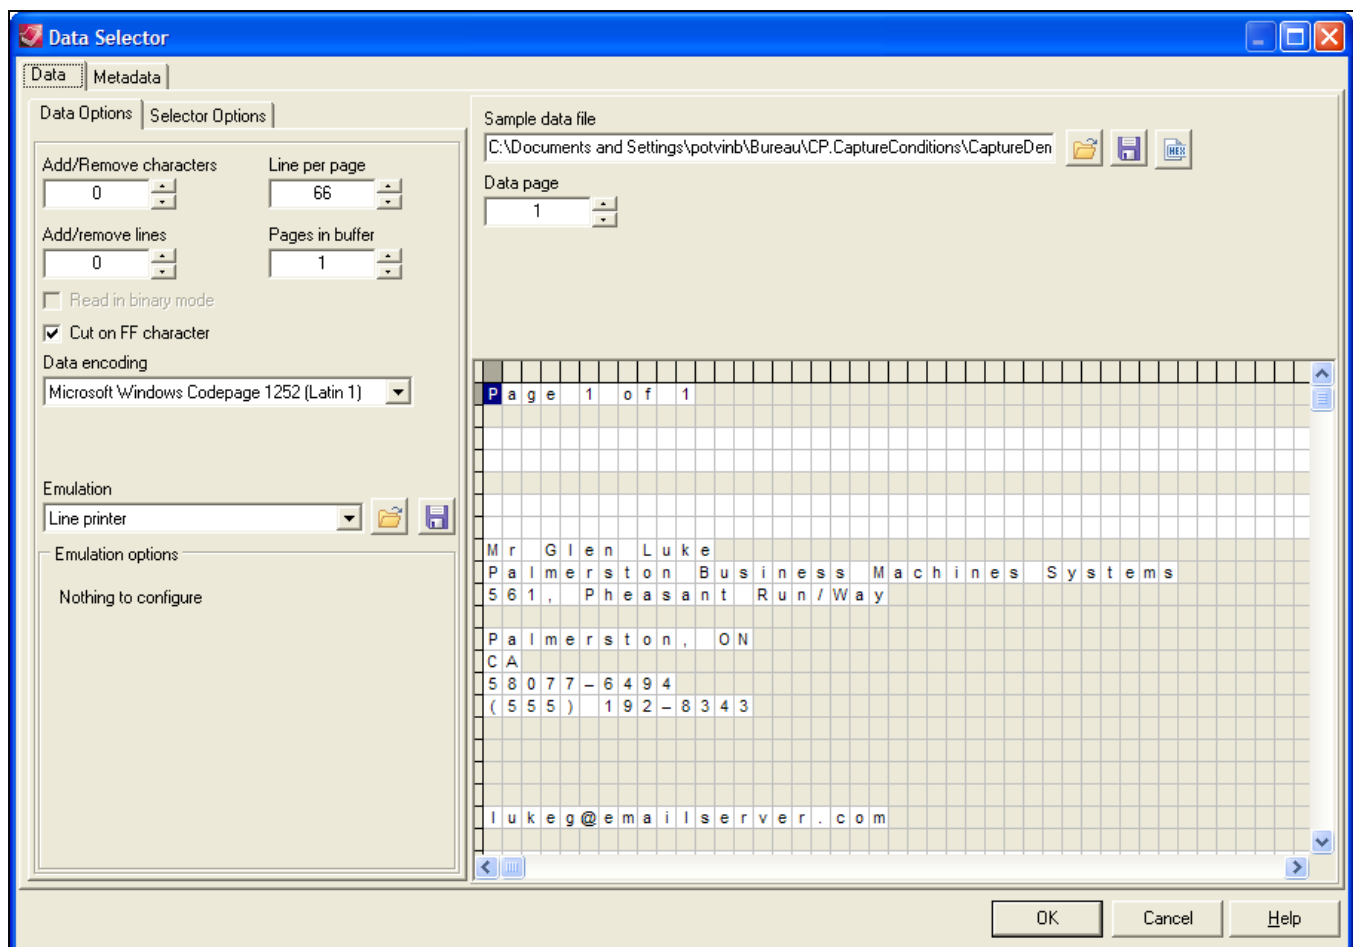 Data Selector
Data
Metadata
Data Options
Selector Options
Add/Remove characters
Line per page
0
66
Add/remove lines
Pages in buffer
0
1
Read in binary mode
Cut on FF character
Data encoding
Microsoft Windows Codepage 1252 (Latin 1)
Emulation
Line printer
Emulation options
Nothing to configure
Sample data file
C:\Documents and Settings\potvinb\Bureau\CP.CaptureConditions\CaptureDen
HEX
Data page
1
Page 1 of 1
Mr Glen Luke
Palmerston Business Machines Systems
561, Pheasant Run/Way
Palmerston, ON
CA
58077-6494
(555) 192-8343
lukeg@emailserver.com
OK
Cancel
Help